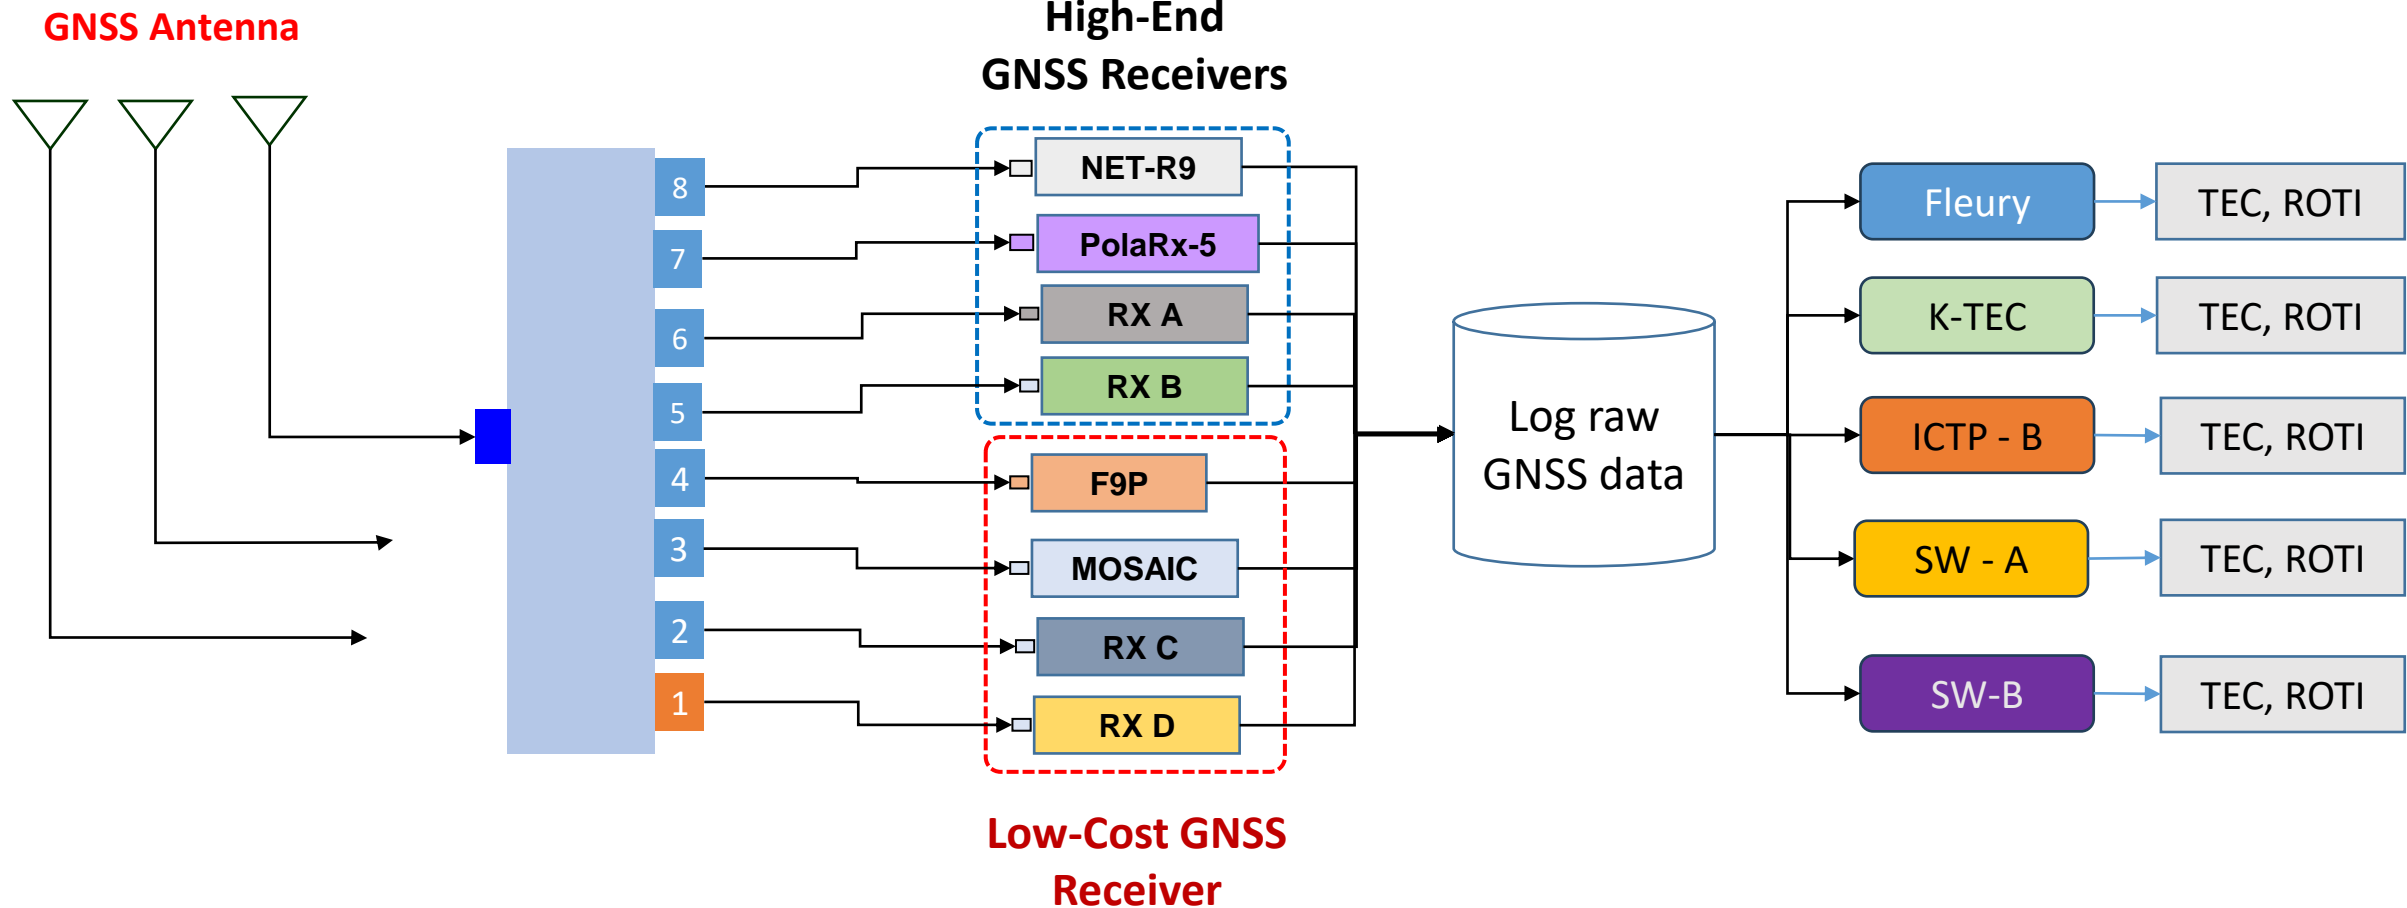 GNSS Antenna
High-End
GNSS Receivers
8
7
6
5
4
3
2
1
NET-R9
PolaRx-5
RX A
RX B
F9P
MOSAIC
RX C
RX D
Low-Cost GNSS
Receiver
Log raw
GNSS data
Fleury
TEC, ROTI
K-TEC
TEC, ROTI
ICTP - B
TEC, ROTI
SW - A
TEC, ROTI
SW-B
TEC, ROTI